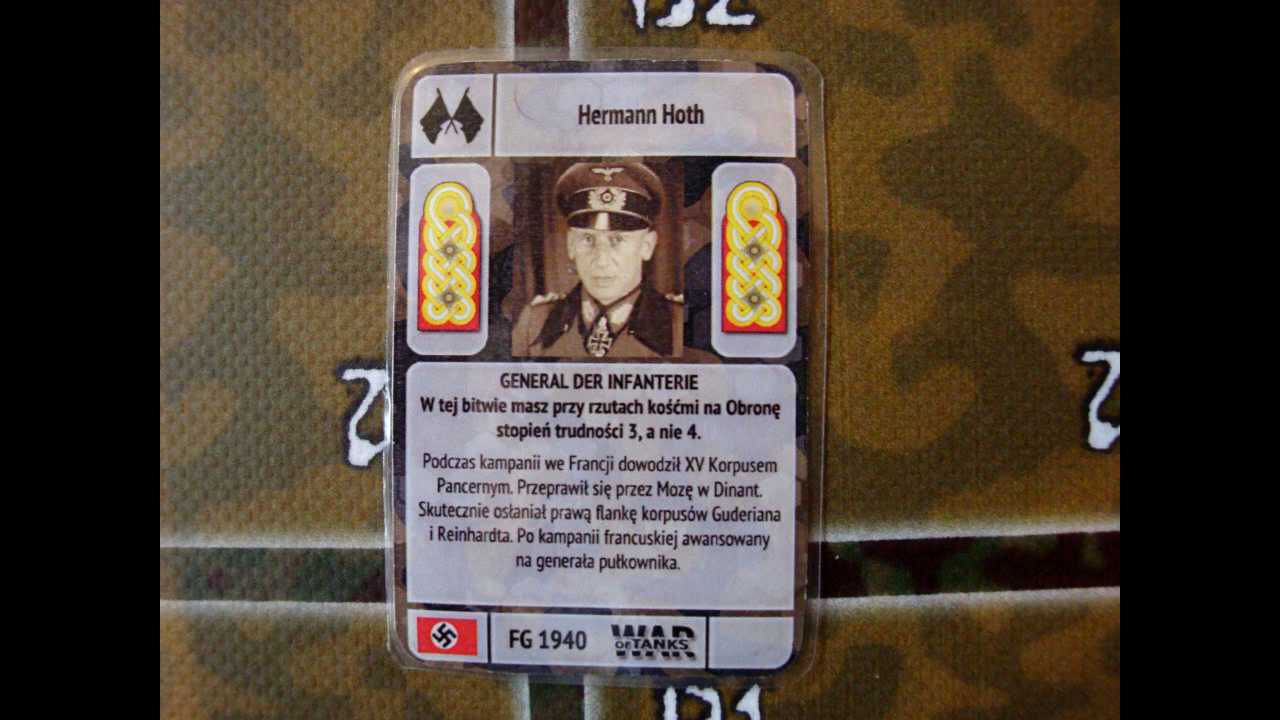 132
Hermann Hoth
GENERAL DER INFANTERIE
W tej bitwie masz przy rzutach kośćmi na Obronę
stopień trudności 3, a nie 4.
Podczas kampanii we Francji dowodził XV Korpusem
Pancernym. Przeprawił się przez Mozę w Dinant.
Skutecznie osłaniał prawą flankę korpusów Guderiana
i Reinhardta. Po kampanii francuskiej awansowany
na generała pułkownika.
FG 1940
WAR
OF TANKS